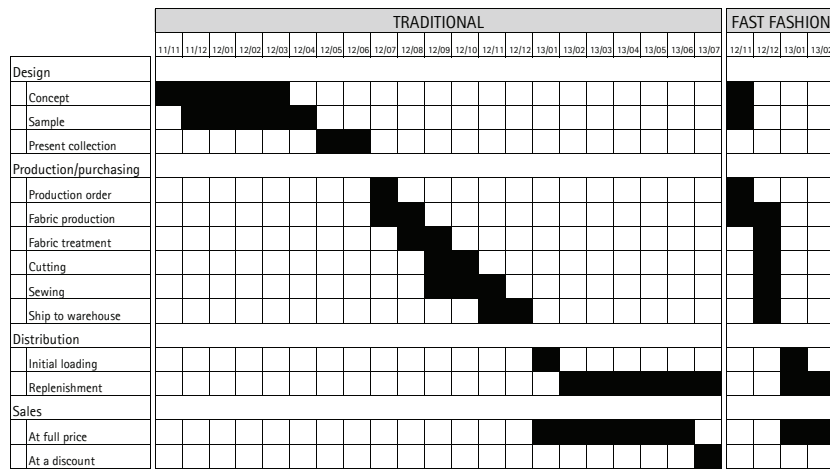 TRADITIONAL FAST FASHION
11/11 11/12 12/01 12/02 12/03 12/04 12/05 12/06 12/07 12/08 12/09 12/10 12/11 12/12 13/01 13/02 13/03 13/04 13/05 13/06 13/07 12/11 12/12 13/01 13/02
Design
Concept
Sample
Present collection
Production/purchasing
Production order
Fabric production
Fabric treatment
Cutting
Sewing
Ship to warehouse
Distribution
Initial loading
Replenishment
Sales
At full price
At a discount